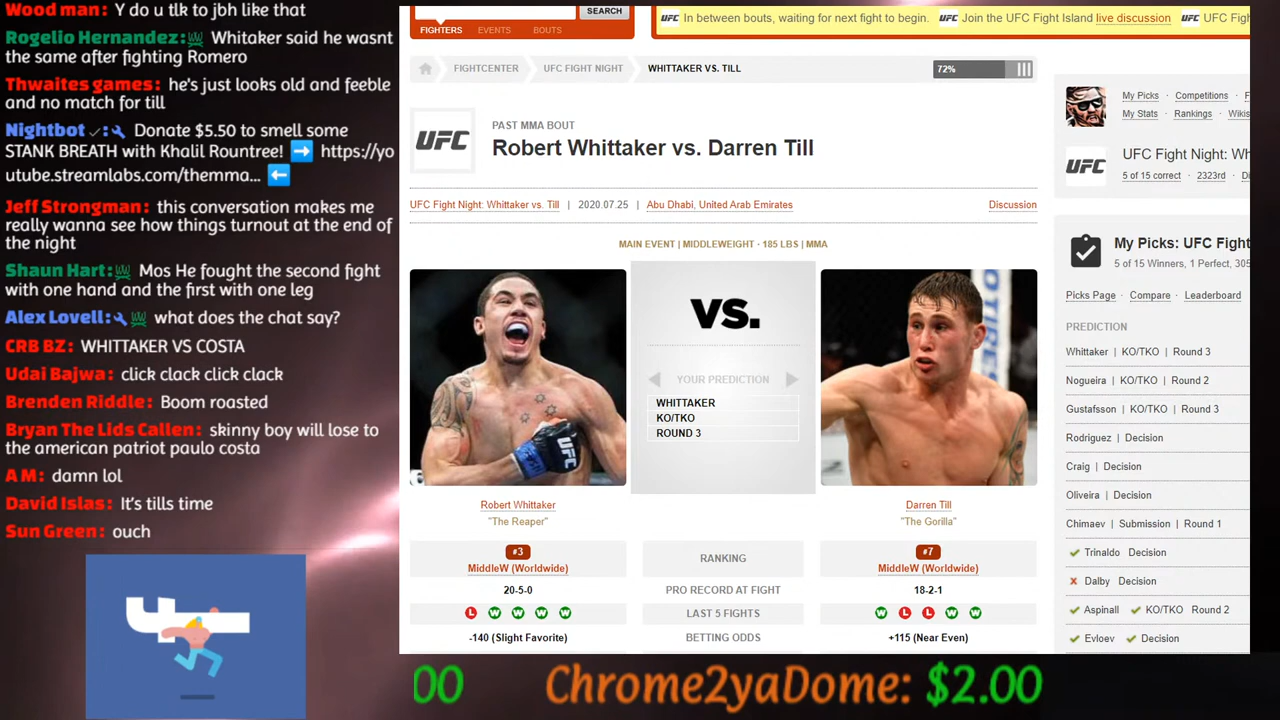 Wood man: Y do u tlk to jbh like that
Rogelio Hernandez: Whitaker said he wasnt
the same after fighting Romero
Thwaites games: he's just looks old and feeble
and no match for till
Nightbot ✓: Donate $5.50 to smell some
STANK BREATH with Khalil Rountree! ➡ https://yo
utube.streamlabs.com/themma... ⬅
Jeff Strongman: this conversation makes me
really wanna see how things turnout at the end of
the night
Shaun Hart: Mos He fought the second fight
with one hand and the first with one leg
Alex Lovell: what does the chat say?
CRB BZ: WHITTAKER VS COSTA
Udai Bajwa: click clack click clack
Brenden Riddle: Boom roasted
Bryan The Lids Callen: skinny boy will lose to
the american patriot paulo costa
A M: damn lol
David Islas: It's tills time
Sun Green: ouch
SEARCH
FIGHTERS EVENTS BOUTS
UFC In between bouts, waiting for next fight to begin. UFC Join the UFC Fight Island live discussion UFC UFC Figh
FIGHTCENTER UFC FIGHT NIGHT WHITTAKER VS. TILL 72%
UFC
PAST MMA BOUT
Robert Whittaker vs. Darren Till
UFC Fight Night: Whittaker vs. Till | 2020.07.25 | Abu Dhabi, United Arab Emirates Discussion
MAIN EVENT | MIDDLEWEIGHT · 185 LBS | MMA
VS.
YOUR PREDICTION
WHITTAKER
KO/TKO
ROUND 3
UFC
Robert Whittaker Darren Till
"The Reaper" "The Gorilla"
#3 RANKING #7
MiddleW (Worldwide) MiddleW (Worldwide)
20-5-0 PRO RECORD AT FIGHT 18-2-1
L W W W W LAST 5 FIGHTS W L L W W
-140 (Slight Favorite) BETTING ODDS +115 (Near Even)
My Picks · Competitions · F
My Stats · Rankings · Wikis
UFC UFC Fight Night: Wh
5 of 15 correct · 2323rd · Di
My Picks: UFC Fight
5 of 15 Winners, 1 Perfect, 305
Picks Page · Compare · Leaderboard
PREDICTION
Whittaker | KO/TKO | Round 3
Nogueira | KO/TKO | Round 2
Gustafsson | KO/TKO | Round 3
Rodriguez | Decision
Craig | Decision
Oliveira | Decision
Chimaev | Submission | Round 1
Trinaldo Decision
Dalby Decision
Aspinall KO/TKO Round 2
Evloev Decision
00 Chrome2yaDome: $2.00